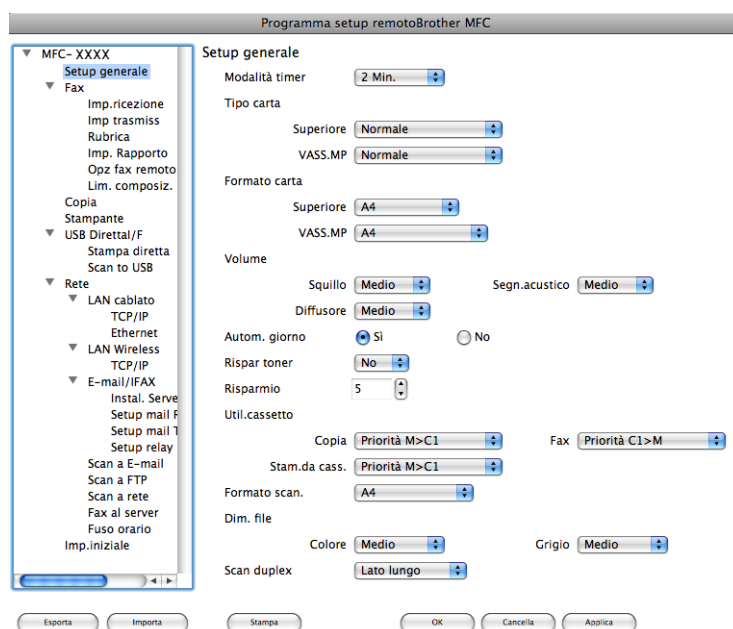 Programma setup remotoBrother MFC
MFC- XXXX
Setup generale
Fax
Imp.ricezione
Imp trasmiss
Rubrica
Imp. Rapporto
Opz fax remoto
Lim. composiz.
Copia
Stampante
USB Direttal/F
Stampa diretta
Scan to USB
Rete
LAN cablato
TCP/IP
Ethernet
LAN Wireless
TCP/IP
E-mail/IFAX
Instal. Serve
Setup mail F
Setup mail T
Setup relay
Scan a E-mail
Scan a FTP
Scan a rete
Fax al server
Fuso orario
Imp.iniziale
Setup generale
Modalità timer 2 Min.
Tipo carta
Superiore Normale
VASS.MP Normale
Formato carta
Superiore A4
VASS.MP A4
Volume
Squillo Medio Segn.acustico Medio
Diffusore Medio
Autom. giorno Sì No
Rispar toner No
Risparmio 5
Util.cassetto
Copia Priorità M>C1 Fax Priorità C1>M
Stam.da cass. Priorità M>C1
Formato scan. A4
Dim. file
Colore Medio Grigio Medio
Scan duplex Lato lungo
Esporta Importa Stampa OK Cancella Applica